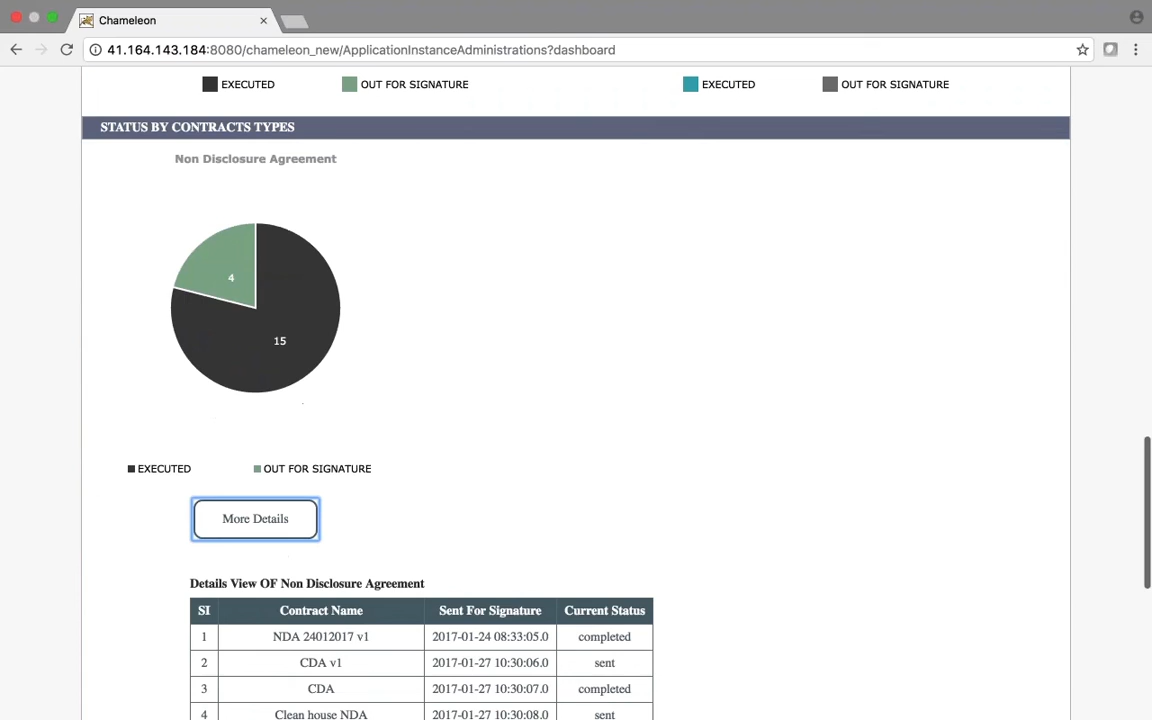 Chameleon
41.164.143.184:8080/chameleon_new/ApplicationInstanceAdministrations?dashboard
EXECUTED OUT FOR SIGNATURE EXECUTED OUT FOR SIGNATURE
STATUS BY CONTRACTS TYPES
Non Disclosure Agreement
4
15
EXECUTED OUT FOR SIGNATURE
More Details
Details View OF Non Disclosure Agreement
SI Contract Name Sent For Signature Current Status
1 NDA 24012017 v1 2017-01-24 08:33:05.0 completed
2 CDA v1 2017-01-27 10:30:06.0 sent
3 CDA 2017-01-27 10:30:07.0 completed
4 Clean house NDA 2017-01-27 10:30:08.0 sent